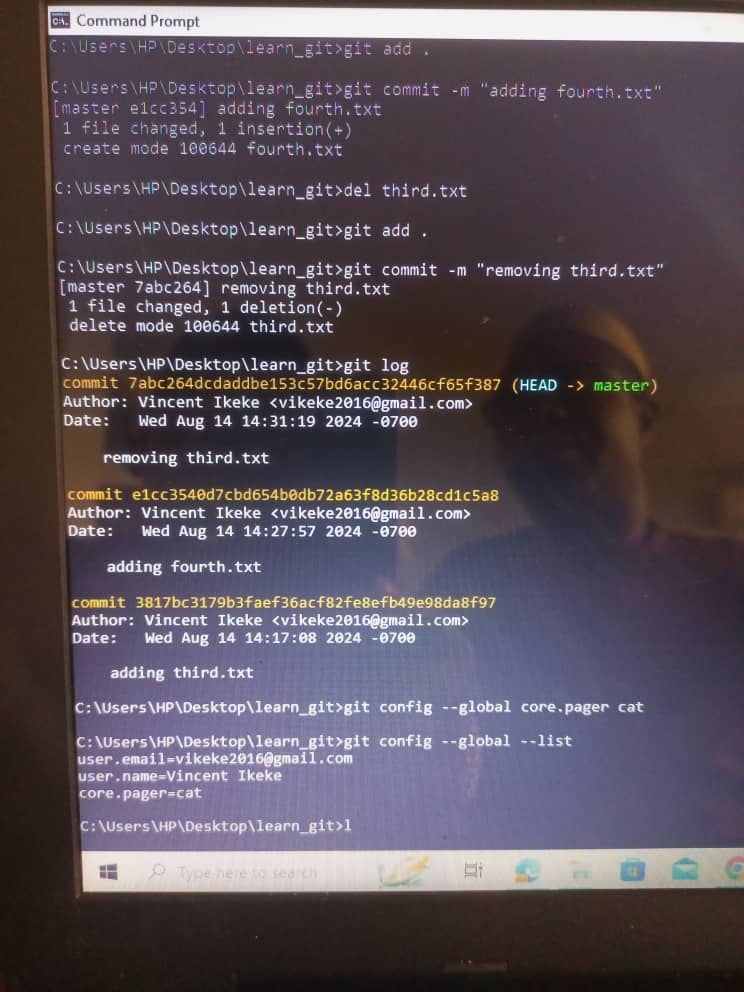 Command Prompt
C:\Users\HP\Desktop\learn_git>git add .
C:\Users\HP\Desktop\learn_git>git commit -m "adding fourth.txt"
[master e1cc354] adding fourth.txt
 1 file changed, 1 insertion(+)
 create mode 100644 fourth.txt
C:\Users\HP\Desktop\learn_git>del third.txt
C:\Users\HP\Desktop\learn_git>git add .
C:\Users\HP\Desktop\learn_git>git commit -m "removing third.txt"
[master 7abc264] removing third.txt
 1 file changed, 1 deletion(-)
 delete mode 100644 third.txt
C:\Users\HP\Desktop\learn_git>git log
commit 7abc264dcdaddbe153c57bd6acc32446cf65f387 (HEAD -> master)
Author: Vincent Ikeke <vikeke2016@gmail.com>
Date:   Wed Aug 14 14:31:19 2024 -0700
    removing third.txt
commit e1cc3540d7cbd654b0db72a63f8d36b28cd1c5a8
Author: Vincent Ikeke <vikeke2016@gmail.com>
Date:   Wed Aug 14 14:27:57 2024 -0700
    adding fourth.txt
commit 3817bc3179b3faef36acf82fe8efb49e98da8f97
Author: Vincent Ikeke <vikeke2016@gmail.com>
Date:   Wed Aug 14 14:17:08 2024 -0700
    adding third.txt
C:\Users\HP\Desktop\learn_git>git config --global core.pager cat
C:\Users\HP\Desktop\learn_git>git config --global --list
user.email=vikeke2016@gmail.com
user.name=Vincent Ikeke
core.pager=cat
C:\Users\HP\Desktop\learn_git>l
Type here to search